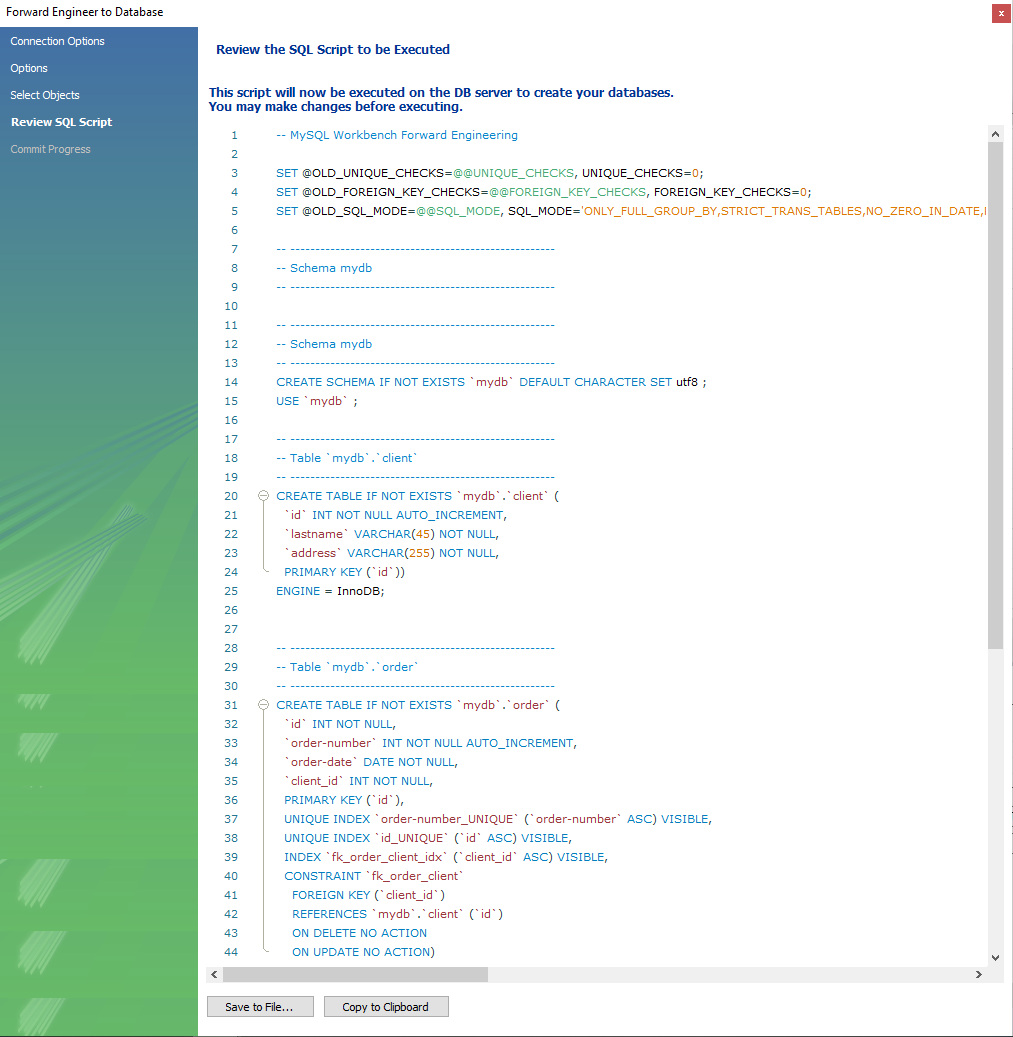 Forward Engineer to Database
x
Connection Options
Options
Select Objects
Review SQL Script
Commit Progress
Review the SQL Script to be Executed
This script will now be executed on the DB server to create your databases.
You may make changes before executing.
1 -- MySQL Workbench Forward Engineering
2
3 SET @OLD_UNIQUE_CHECKS=@@UNIQUE_CHECKS, UNIQUE_CHECKS=0;
4 SET @OLD_FOREIGN_KEY_CHECKS=@@FOREIGN_KEY_CHECKS, FOREIGN_KEY_CHECKS=0;
5 SET @OLD_SQL_MODE=@@SQL_MODE, SQL_MODE='ONLY_FULL_GROUP_BY,STRICT_TRANS_TABLES,NO_ZERO_IN_DATE,
6
7 -- -----------------------------------------------------
8 -- Schema mydb
9 -- -----------------------------------------------------
10
11 -- -----------------------------------------------------
12 -- Schema mydb
13 -- -----------------------------------------------------
14 CREATE SCHEMA IF NOT EXISTS `mydb` DEFAULT CHARACTER SET utf8 ;
15 USE `mydb` ;
16
17 -- -----------------------------------------------------
18 -- Table `mydb`.`client`
19 -- -----------------------------------------------------
20 CREATE TABLE IF NOT EXISTS `mydb`.`client` (
21 `id` INT NOT NULL AUTO_INCREMENT,
22 `lastname` VARCHAR(45) NOT NULL,
23 `address` VARCHAR(255) NOT NULL,
24 PRIMARY KEY (`id`))
25 ENGINE = InnoDB;
26
27
28 -- -----------------------------------------------------
29 -- Table `mydb`.`order`
30 -- -----------------------------------------------------
31 CREATE TABLE IF NOT EXISTS `mydb`.`order` (
32 `id` INT NOT NULL,
33 `order-number` INT NOT NULL AUTO_INCREMENT,
34 `order-date` DATE NOT NULL,
35 `client_id` INT NOT NULL,
36 PRIMARY KEY (`id`),
37 UNIQUE INDEX `order-number_UNIQUE` (`order-number` ASC) VISIBLE,
38 UNIQUE INDEX `id_UNIQUE` (`id` ASC) VISIBLE,
39 INDEX `fk_order_client_idx` (`client_id` ASC) VISIBLE,
40 CONSTRAINT `fk_order_client`
41 FOREIGN KEY (`client_id`)
42 REFERENCES `mydb`.`client` (`id`)
43 ON DELETE NO ACTION
44 ON UPDATE NO ACTION)
Save to File...
Copy to Clipboard